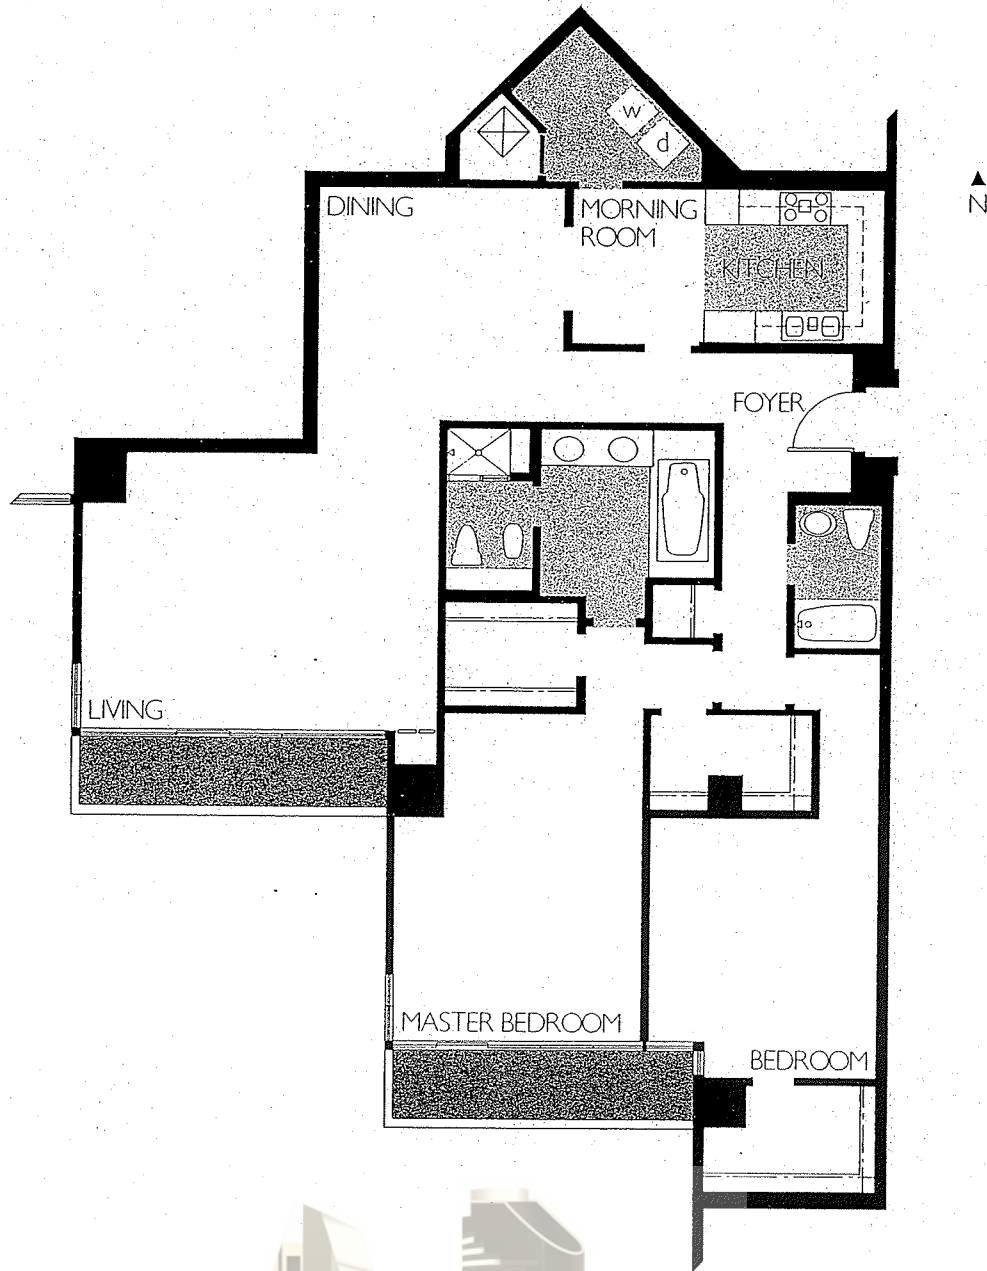 w
d
N
DINING
MORNING
ROOM
KITCHEN
FOYER
LIVING
MASTER BEDROOM
BEDROOM